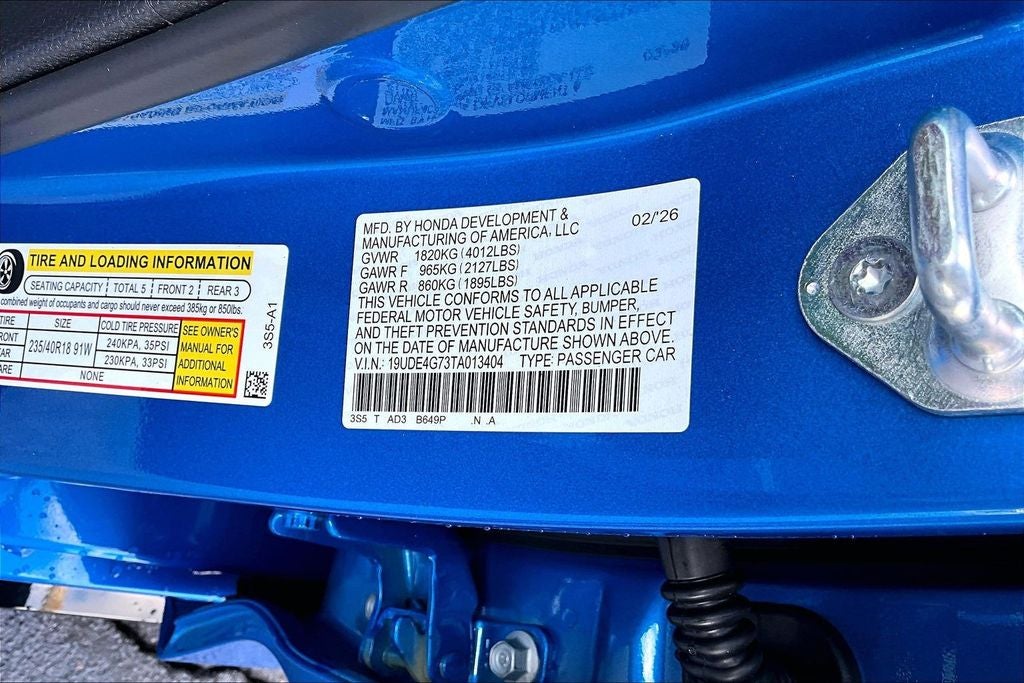 MFD. BY HONDA DEVELOPMENT & 02/'26
MANUFACTURING OF AMERICA, LLC
GVWR 1820KG (4012LBS)
GAWR F 965KG (2127LBS)
GAWR R 860KG (1895LBS)
THIS VEHICLE CONFORMS TO ALL APPLICABLE
FEDERAL MOTOR VEHICLE SAFETY, BUMPER,
AND THEFT PREVENTION STANDARDS IN EFFECT
ON THE DATE OF MANUFACTURE SHOWN ABOVE.
V.I.N.: 19UDE4G73TA013404 TYPE: PASSENGER CAR
3S5 T AD3 B649P .N .A
TIRE AND LOADING INFORMATION
SEATING CAPACITY TOTAL 5 FRONT 2 REAR 3
combined weight of occupants and cargo should never exceed 385kg or 850lbs.
TIRE SIZE COLD TIRE PRESSURE
FRONT 235/40R18 91W 240KPA, 35PSI
EAR 230KPA, 33PSI
PARE NONE
SEE OWNER'S
MANUAL FOR
ADDITIONAL
INFORMATION
3S5-A1